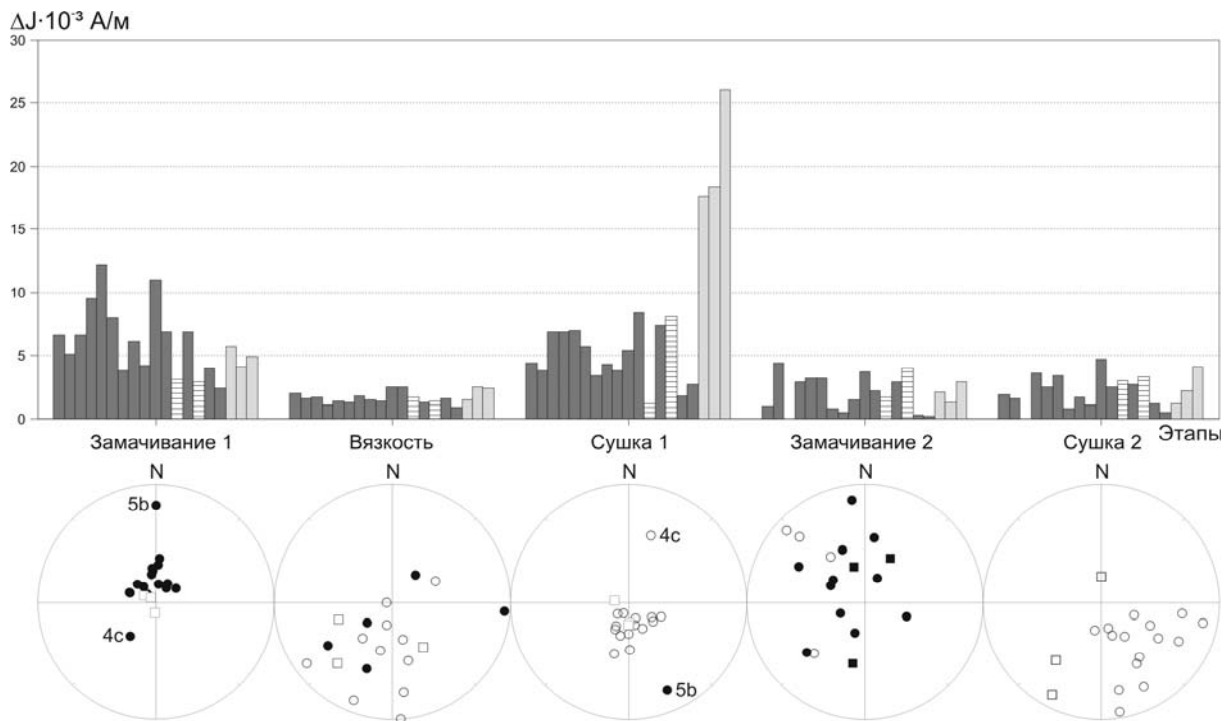 ΔJ·10⁻³ А/м
30
25
20
15
10
5
0
Замачивание 1 Вязкость Сушка 1 Замачивание 2 Сушка 2 Этапы
N N N N N
5b
4c
4c
5b